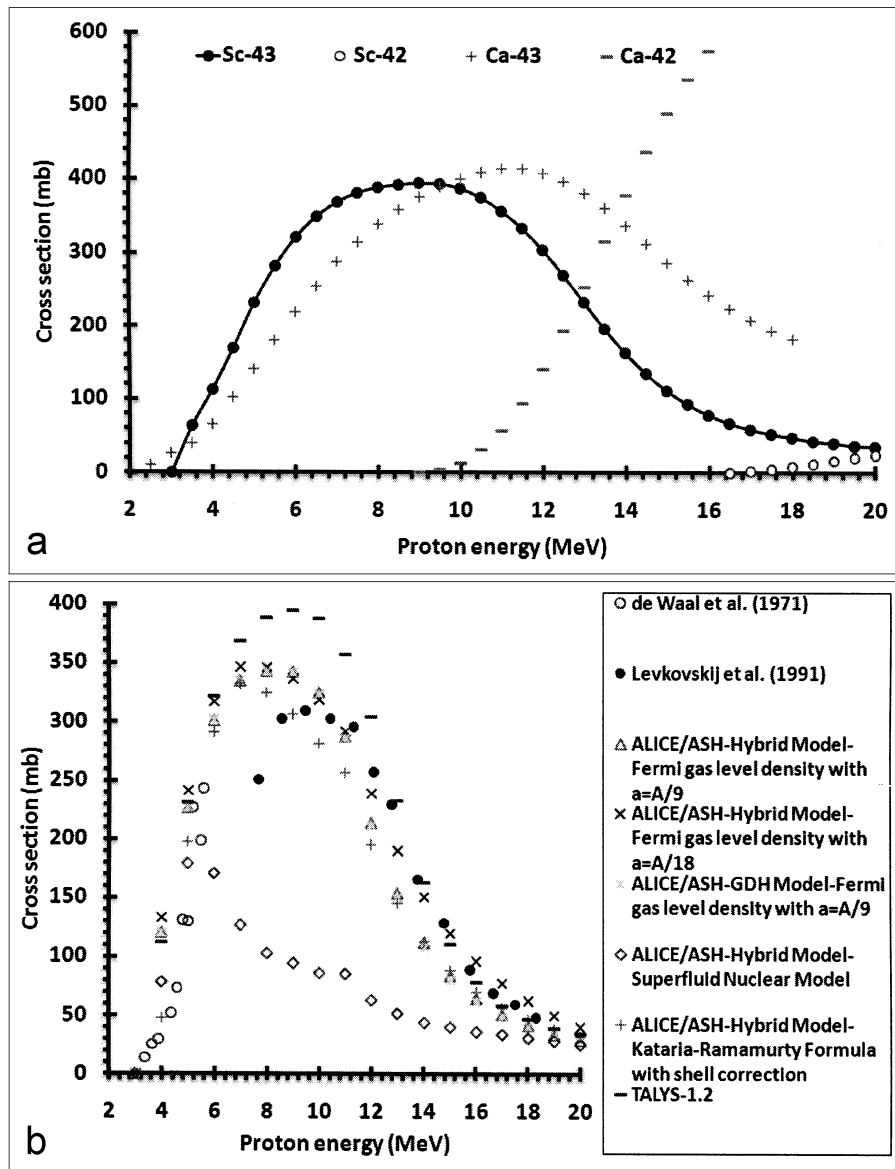 600
500
400
300
200
100
0
Cross section (mb)
Sc-43 Sc-42 Ca-43 Ca-42
2 4 6 8 10 12 14 16 18 20
Proton energy (MeV)
a
400
350
300
250
200
150
100
50
0
Cross section (mb)
2 4 6 8 10 12 14 16 18 20
Proton energy (MeV)
b
de Waal et al. (1971)
Levkovskij et al. (1991)
ALICE/ASH-Hybrid Model-
Fermi gas level density with
a=A/9
ALICE/ASH-Hybrid Model-
Fermi gas level density with
a=A/18
ALICE/ASH-GDH Model-Fermi
gas level density with a=A/9
ALICE/ASH-Hybrid Model-
Superfluid Nuclear Model
ALICE/ASH-Hybrid Model-
Kataria-Ramamurty Formula
with shell correction
TALYS-1.2